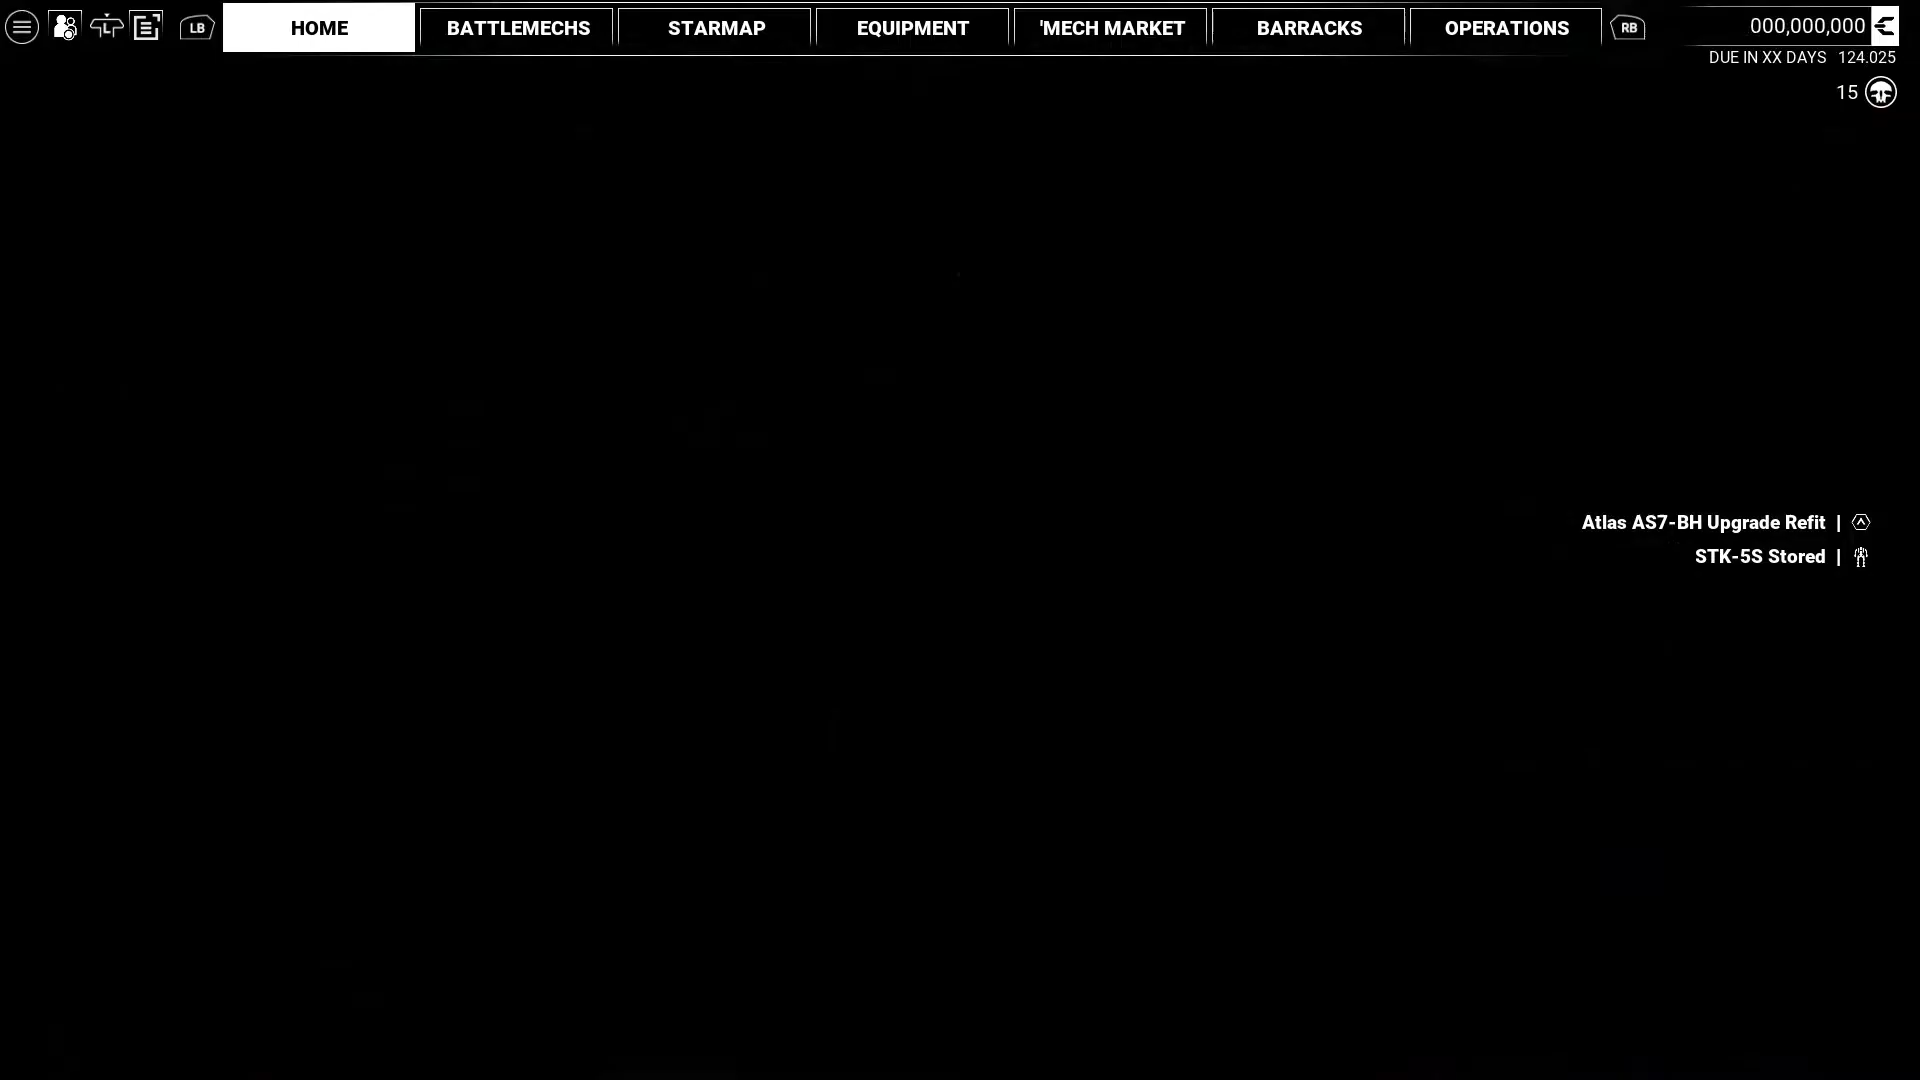 LB HOME BATTLEMECHS STARMAP EQUIPMENT 'MECH MARKET BARRACKS OPERATIONS RB 000,000,000
DUE IN XX DAYS 124.025
15
Atlas AS7-BH Upgrade Refit |
STK-5S Stored |